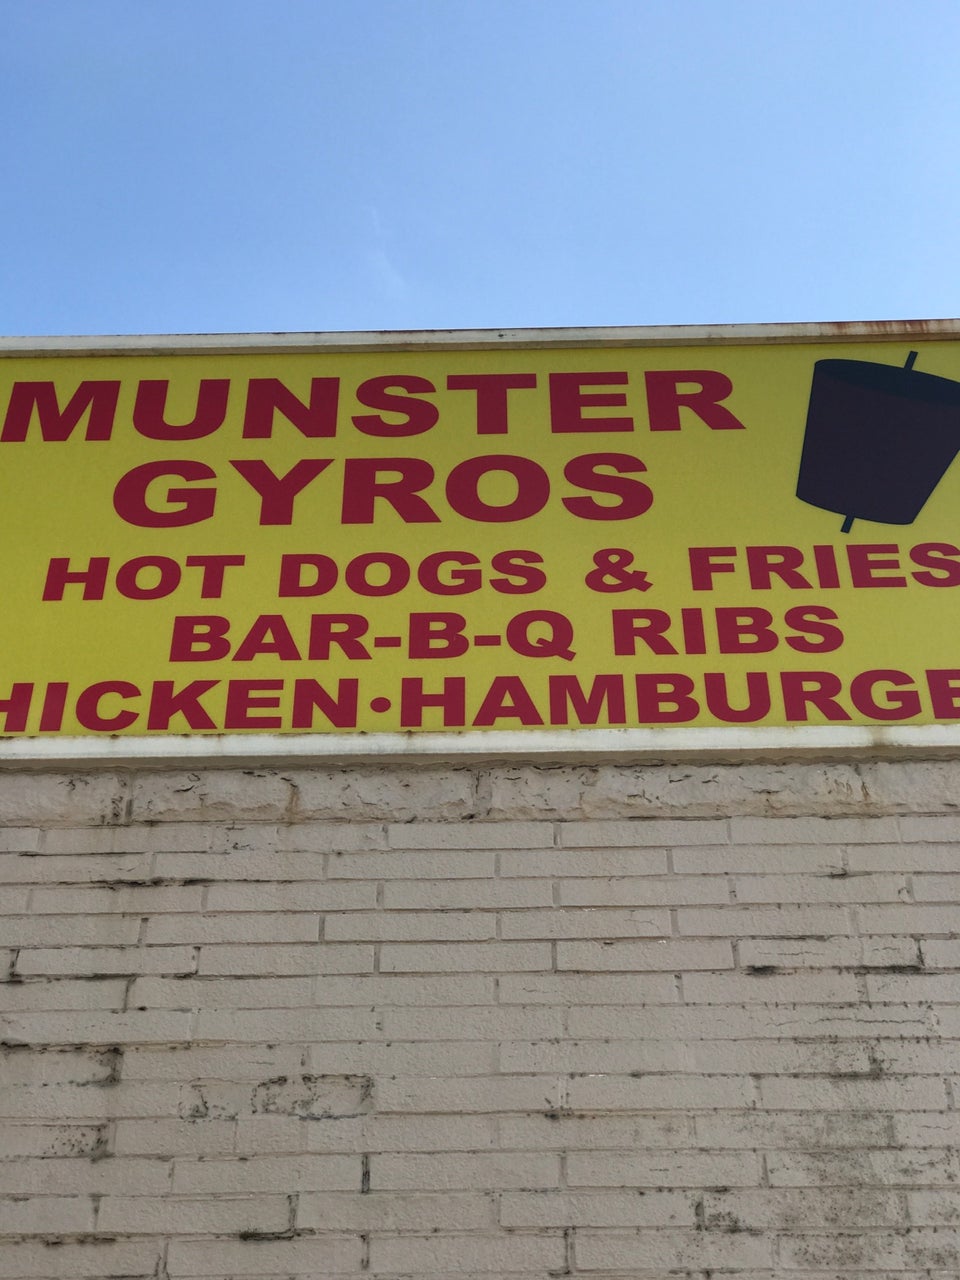 MUNSTER
GYROS
HOT DOGS & FRIES
BAR-B-Q RIBS
HICKEN•HAMBURGE